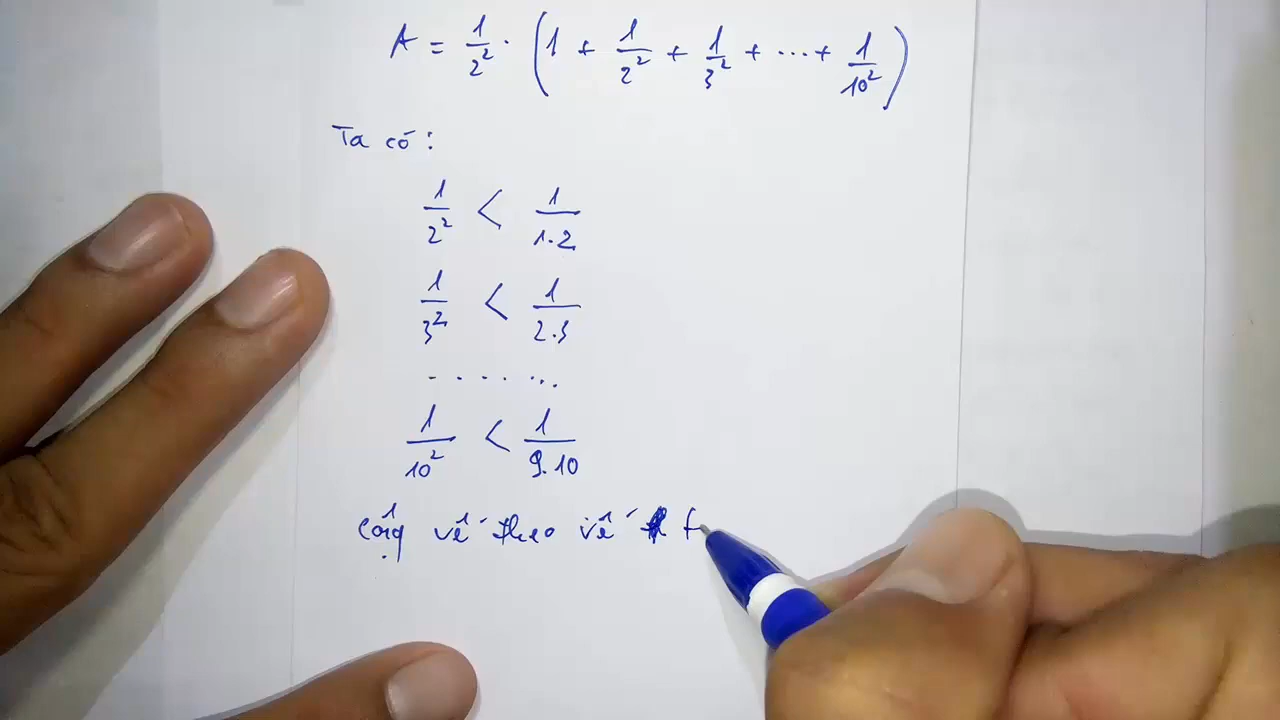 A = 1/2² · (1 + 1/2² + 1/3² + ... + 1/10²)
Ta có:
1/2² < 1/1.2
1/3² < 1/2.3
.......
1/10² < 1/9.10
Cộng vế theo vế